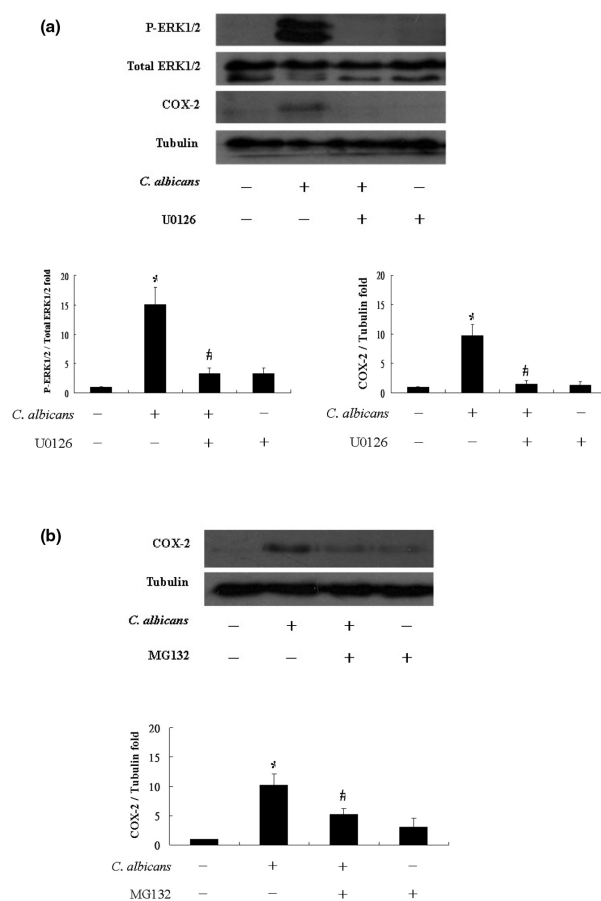 (a)
P-ERK1/2
Total ERK1/2
COX-2
Tubulin
C. albicans − + + −
U0126 − − + +
P-ERK1/2 / Total ERK1/2 fold
20
15
10
5
0
*
#
C. albicans − + + −
U0126 − − + +
COX-2 / Tubulin fold
20
15
10
5
0
*
#
C. albicans − + + −
U0126 − − + +
(b)
COX-2
Tubulin
C. albicans − + + −
MG132 − − + +
COX-2 / Tubulin fold
20
15
10
5
0
*
#
C. albicans − + + −
MG132 − − + +